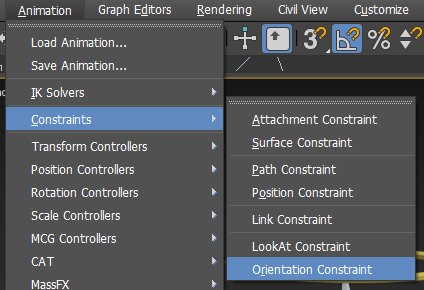 Animation Graph Editors Rendering Civil View Customize
Load Animation...
Save Animation...
IK Solvers
Constraints
Transform Controllers
Position Controllers
Rotation Controllers
Scale Controllers
MCG Controllers
CAT
MassFX
3
%
Attachment Constraint
Surface Constraint
Path Constraint
Position Constraint
Link Constraint
LookAt Constraint
Orientation Constraint